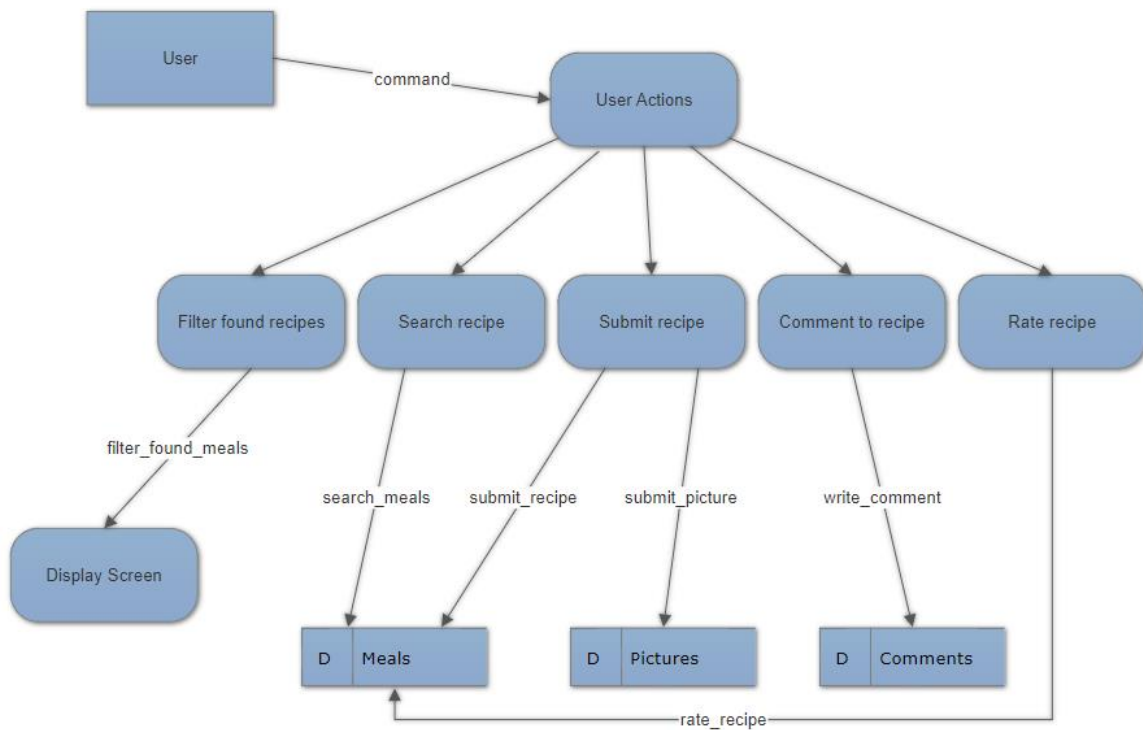 User
command
User Actions
Filter found recipes
Search recipe
Submit recipe
Comment to recipe
Rate recipe
filter_found_meals
search_meals
submit_recipe
submit_picture
write_comment
Display Screen
D Meals
D Pictures
D Comments
rate_recipe